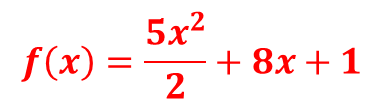 f(x) = 5x²/2 + 8x + 1